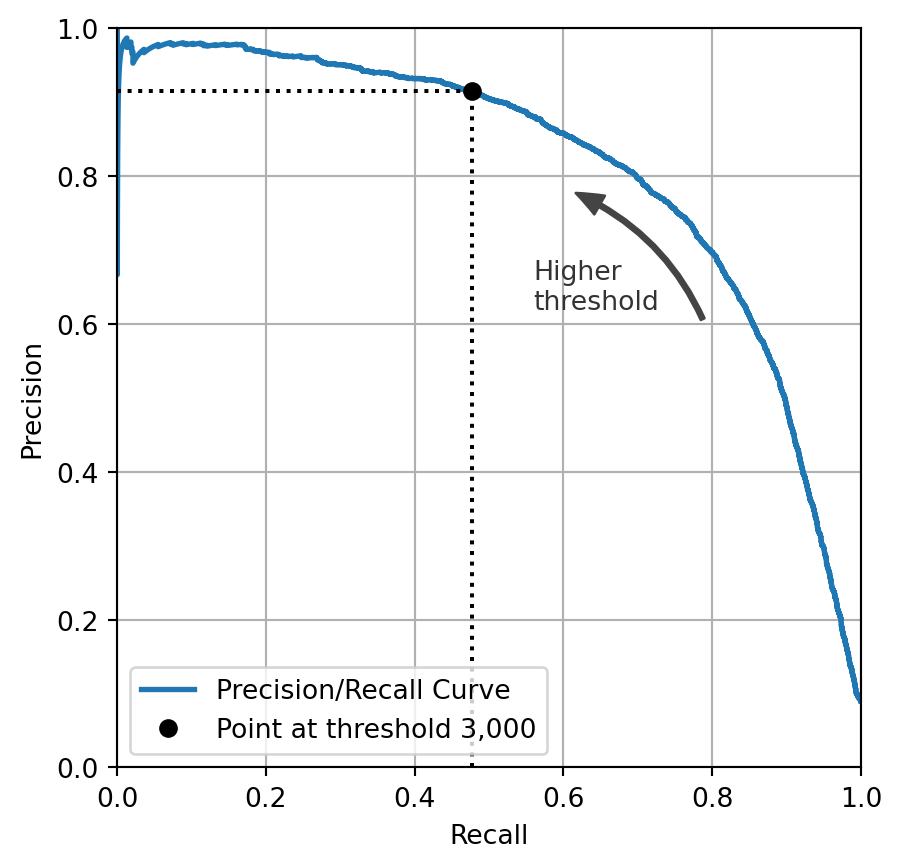 1.0
0.8
0.6
0.4
0.2
0.0
Precision
Higher
threshold
Precision/Recall Curve
Point at threshold 3,000
0.0 0.2 0.4 0.6 0.8 1.0
Recall